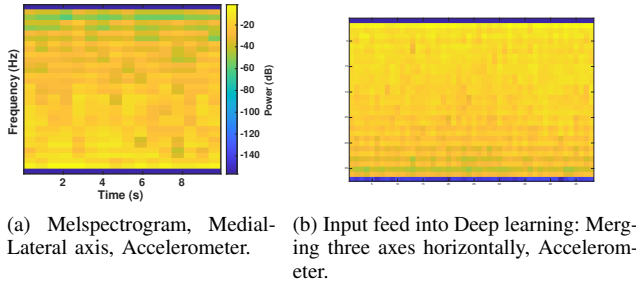 Frequency (Hz)
-20
-40
-60
-80
-100
-120
-140
Power (dB)
2 4 6 8
Time (s)
(a) Melspectrogram, Medial-
Lateral axis, Accelerometer.
(b) Input feed into Deep learning: Merg-
ing three axes horizontally, Accelerom-
eter.